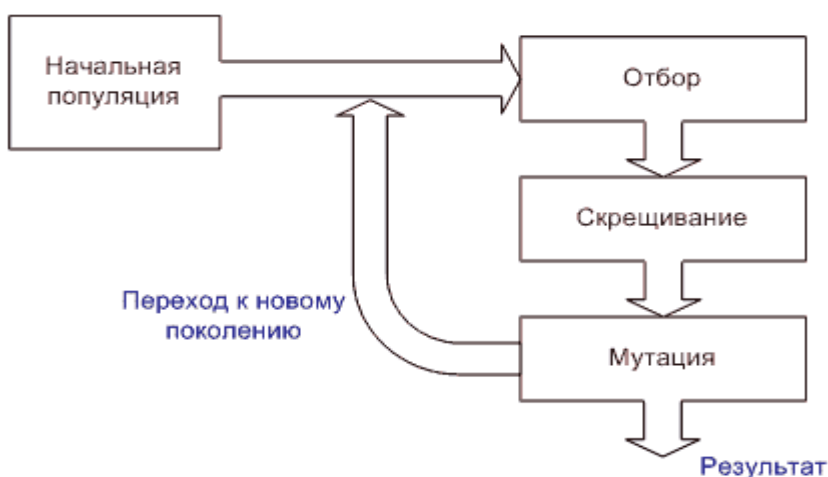 Начальная
популяция
Отбор
Скрещивание
Переход к новому
поколению
Мутация
Результат